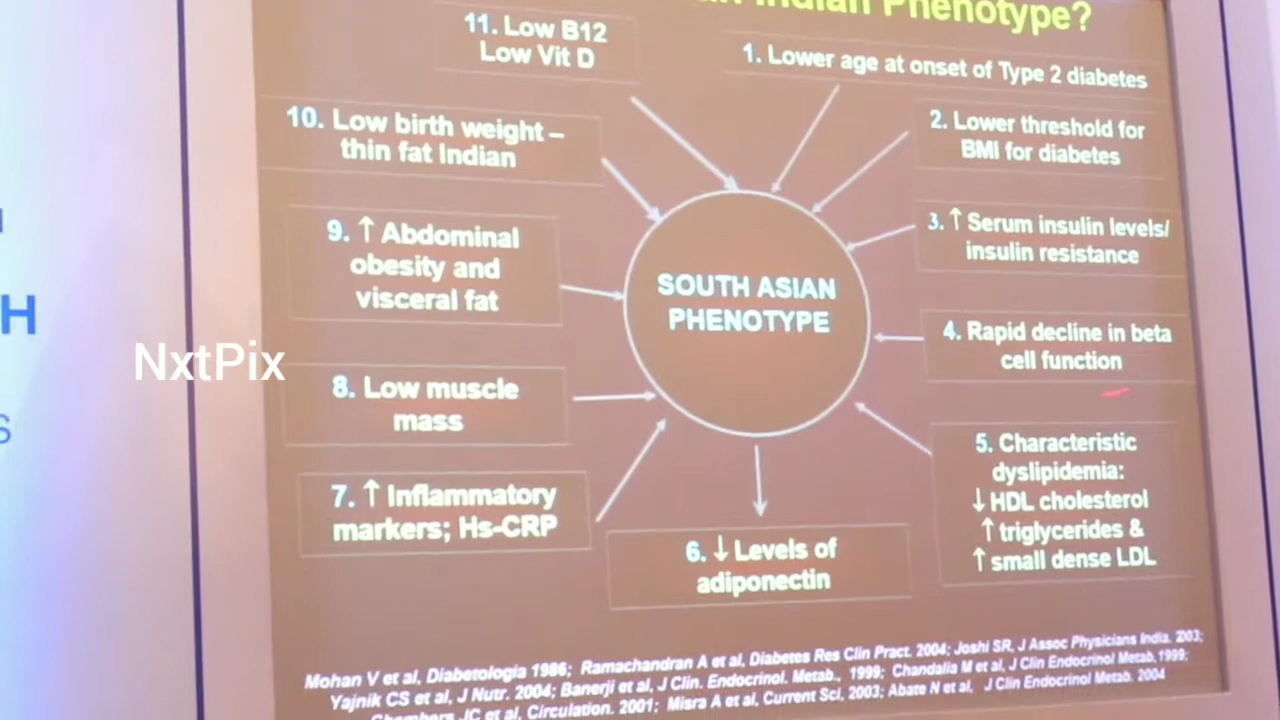 Indian Phenotype?
11. Low B12
Low Vit D
1. Lower age at onset of Type 2 diabetes
10. Low birth weight –
thin fat Indian
2. Lower threshold for
BMI for diabetes
9. ↑ Abdominal
obesity and
visceral fat
3. ↑ Serum insulin levels/
insulin resistance
SOUTH ASIAN
PHENOTYPE
4. Rapid decline in beta
cell function
8. Low muscle
mass
5. Characteristic
dyslipidemia:
↓ HDL cholesterol
↑ triglycerides &
↑ small dense LDL
7. ↑ Inflammatory
markers; Hs-CRP
6. ↓ Levels of
adiponectin
Mohan V et al, Diabetologia 1986; Ramachandran A et al, Diabetes Res Clin Pract. 2004; Joshi SR, J Assoc Physicians India. 2003;
Yajnik CS et al, J Nutr. 2004; Banerji et al, J Clin. Endocrinol. Metab., 1999; Chandalia M et al, J Clin Endocrinol Metab, 1999;
Chambers JC et al, Circulation. 2001; Misra A et al, Current Sci, 2003; Abate N et al, J Clin Endocrinol Metab. 2004
H
S
NxtPix